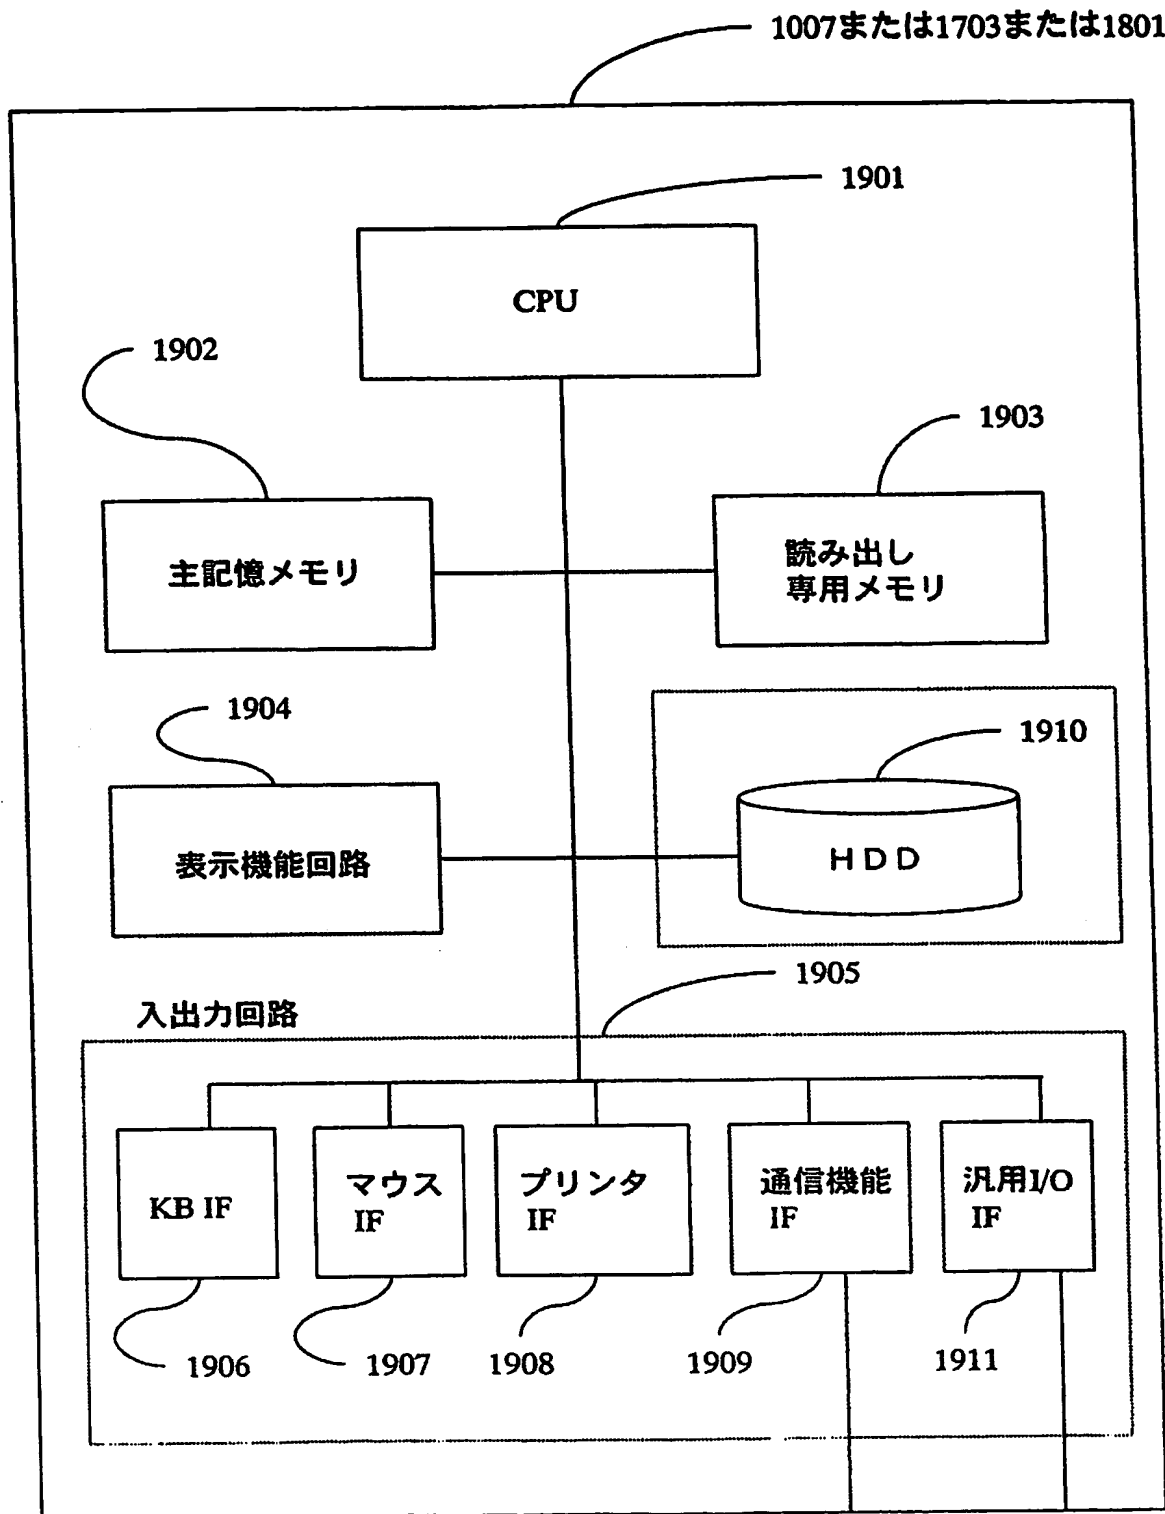 1007または1703または1801
1901
CPU
1902
1903
主記憶メモリ
読み出し
専用メモリ
1904
1910
表示機能回路
ＨＤＤ
1905
入出力回路
KB IF
マウス
IF
プリンタ
IF
通信機能
IF
汎用I/O
IF
1906
1907
1908
1909
1911